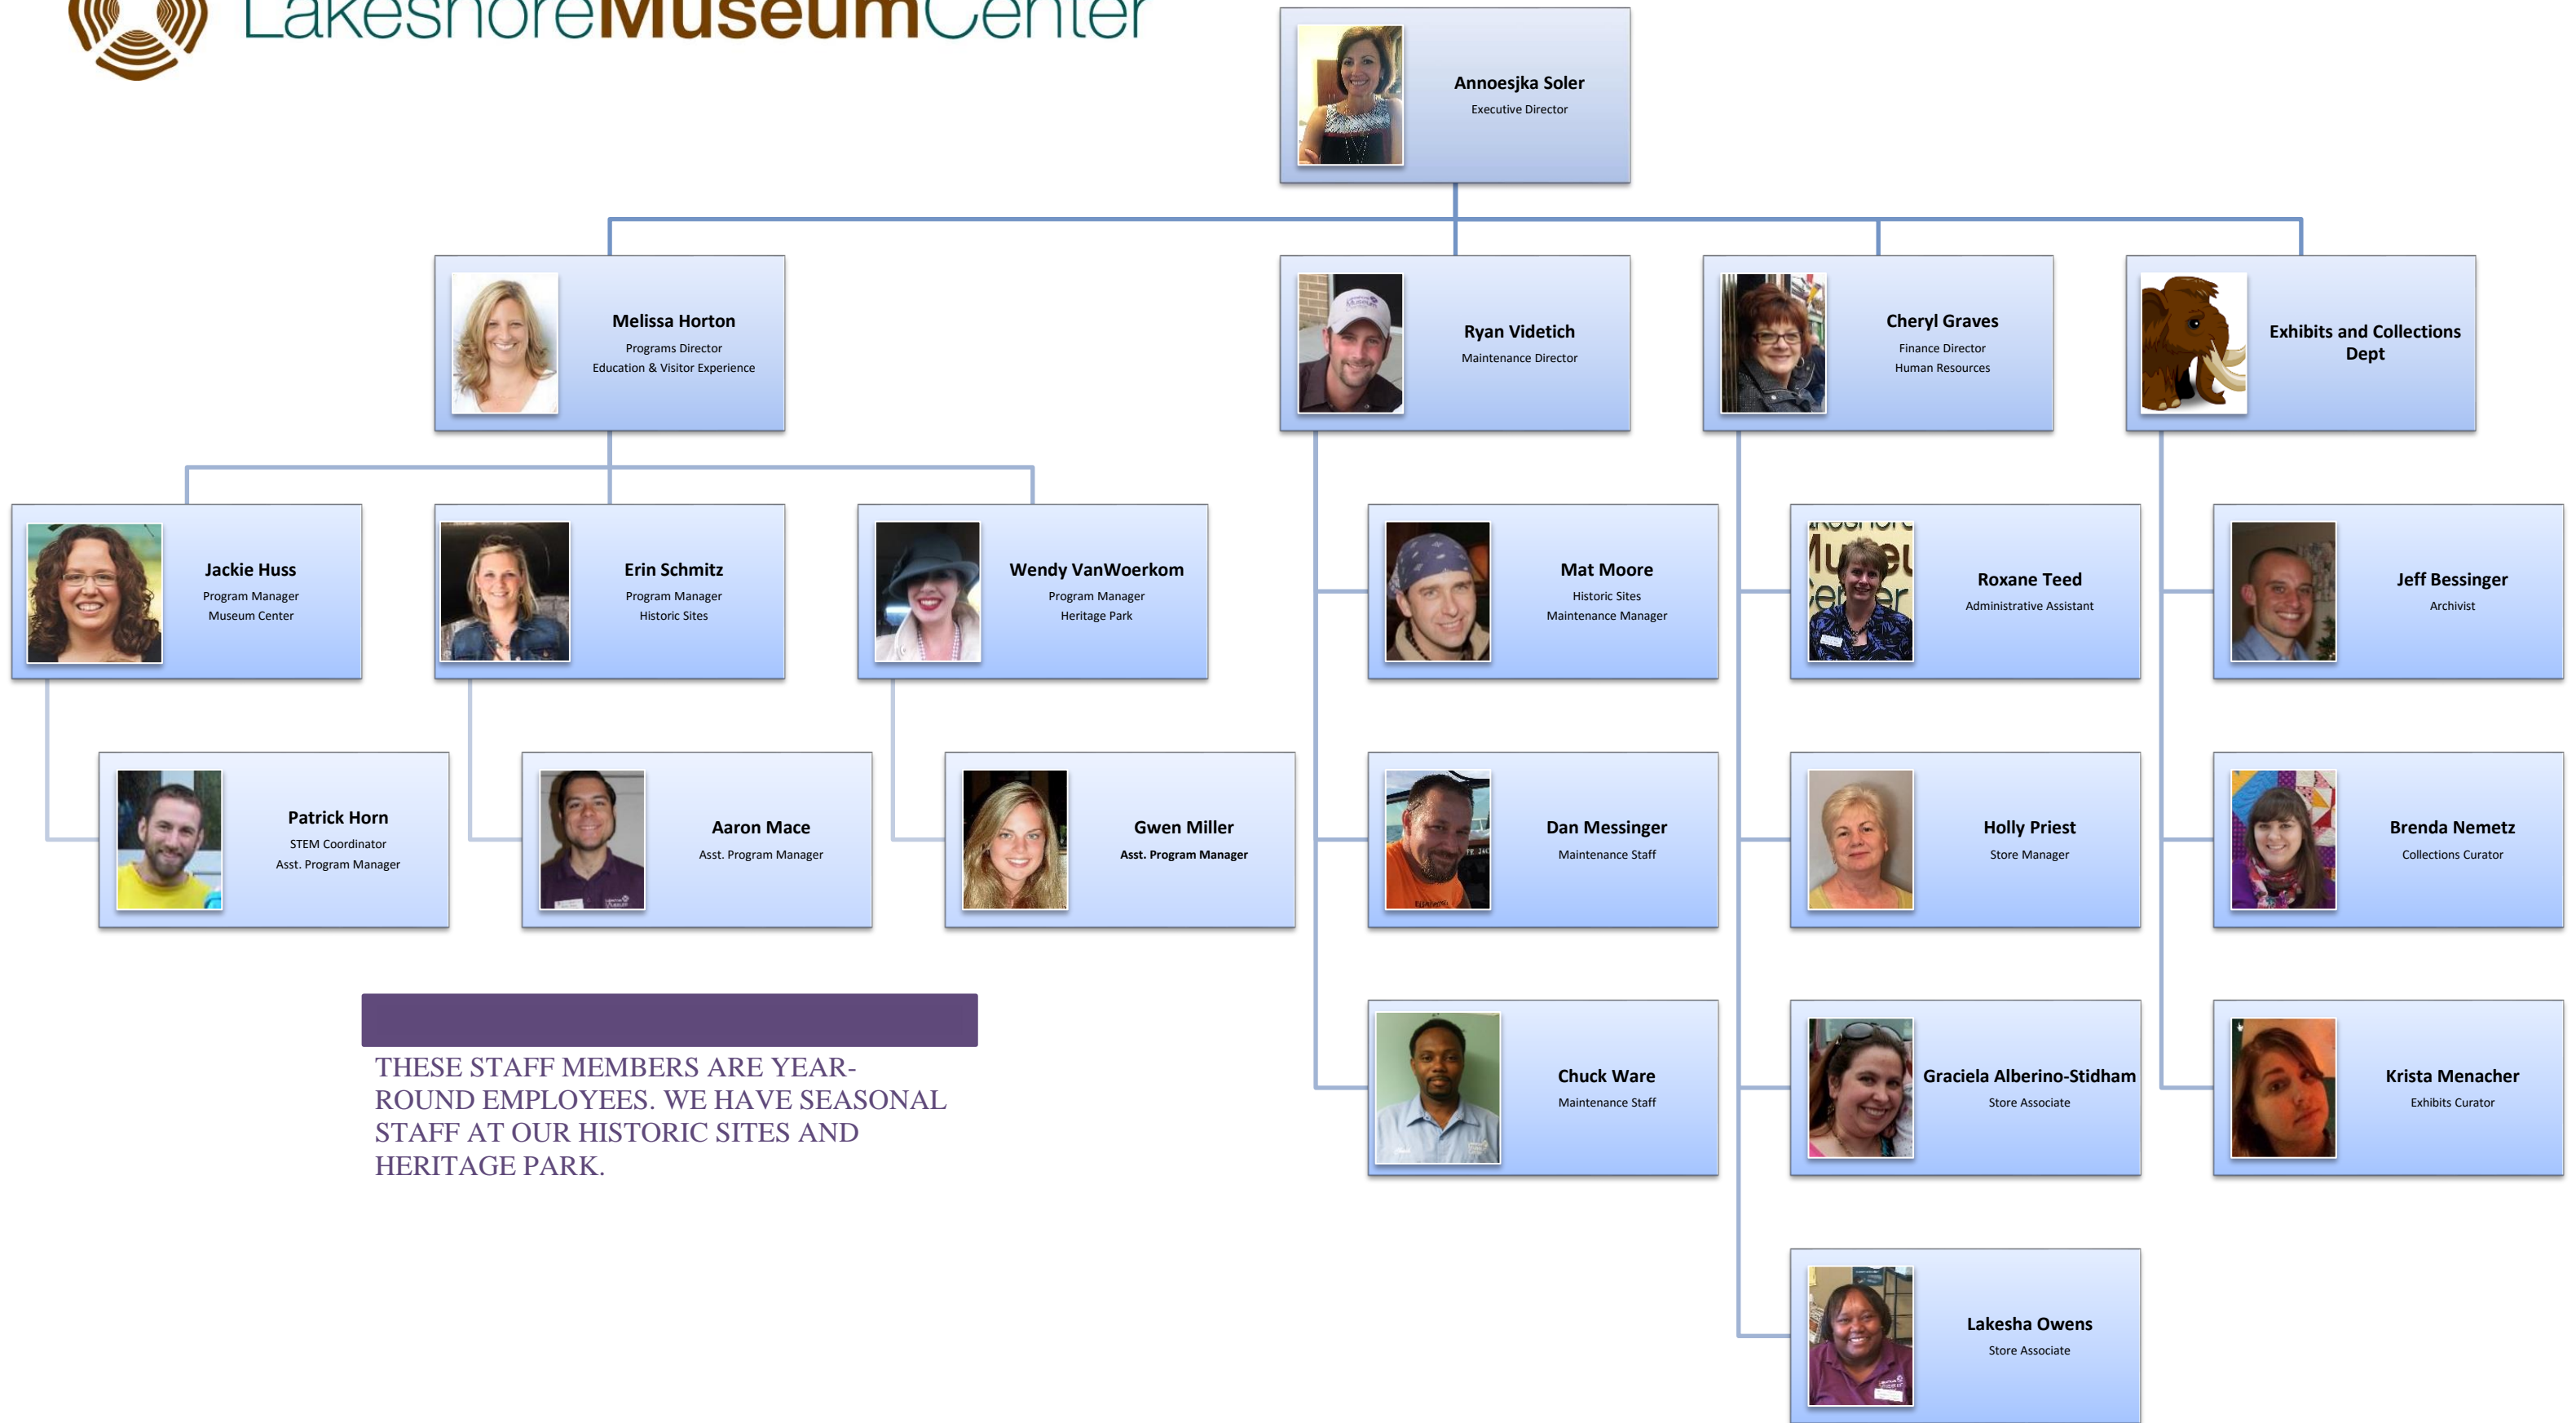 LakeshoreMuseumCenter
Annoesjka Soler
Executive Director
Melissa Horton
Programs Director
Education & Visitor Experience
Ryan Videtich
Maintenance Director
Cheryl Graves
Finance Director
Human Resources
Exhibits and Collections
Dept
Jackie Huss
Program Manager
Museum Center
Erin Schmitz
Program Manager
Historic Sites
Wendy VanWoerkom
Program Manager
Heritage Park
Mat Moore
Historic Sites
Maintenance Manager
Roxane Teed
Administrative Assistant
Jeff Bessinger
Archivist
Patrick Horn
STEM Coordinator
Asst. Program Manager
Aaron Mace
Asst. Program Manager
Gwen Miller
Asst. Program Manager
Dan Messinger
Maintenance Staff
Holly Priest
Store Manager
Brenda Nemetz
Collections Curator
THESE STAFF MEMBERS ARE YEAR-
ROUND EMPLOYEES. WE HAVE SEASONAL
STAFF AT OUR HISTORIC SITES AND
HERITAGE PARK.
Chuck Ware
Maintenance Staff
Graciela Alberino-Stidham
Store Associate
Krista Menacher
Exhibits Curator
Lakesha Owens
Store Associate